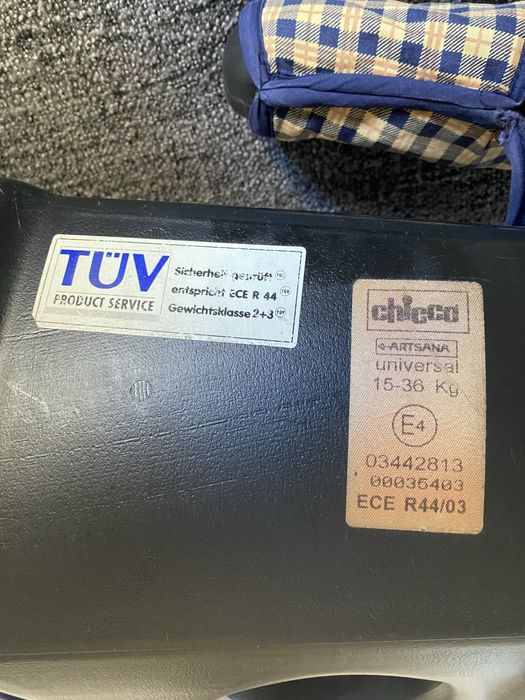 TÜV
PRODUCT SERVICE
Sicherheit geprüft
entspricht ECE R 44
Gewichtsklasse 2+3
chicco
ARTSANA
universal
15-36 Kg
E4
03442813
00035403
ECE R44/03